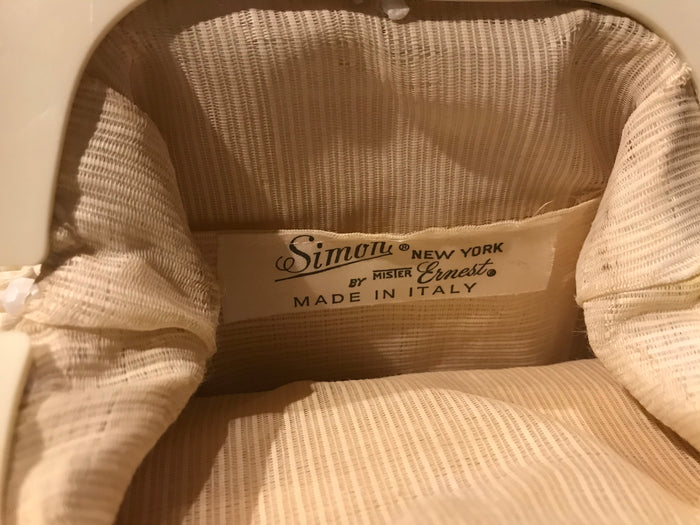 Simon® NEW YORK
BY MISTER Ernest®
MADE IN ITALY